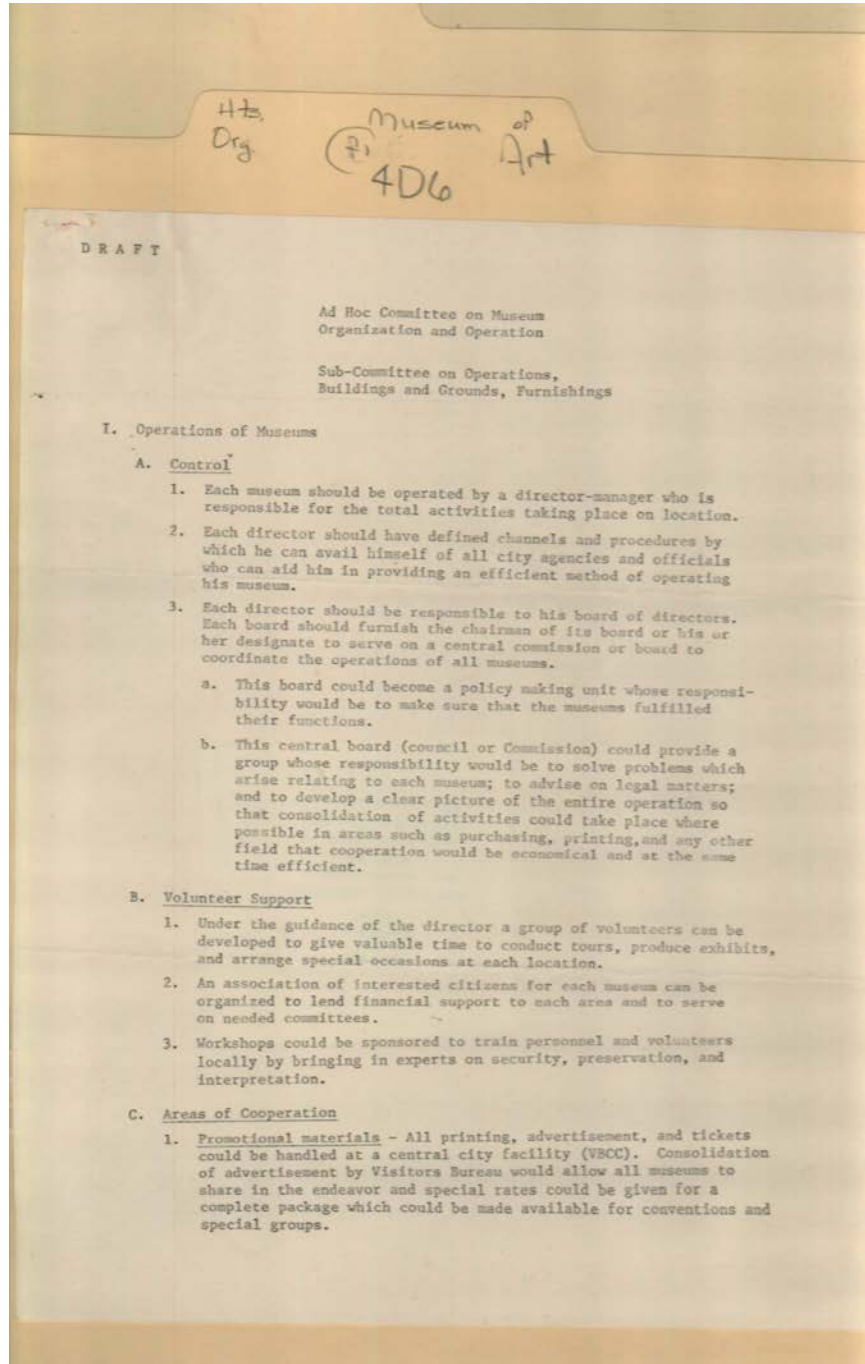 Hts. Museum of
Org. Art
4D6
D R A F T
Ad Hoc Committee on Museum
Organization and Operation
Sub-Committee on Operations,
Buildings and Grounds, Furnishings
I. Operations of Museums
A. Control
1. Each museum should be operated by a director-manager who is
responsible for the total activities taking place on location.
2. Each director should have defined channels and procedures by
which he can avail himself of all city agencies and officials
who can aid him in providing an efficient method of operating
his museum.
3. Each director should be responsible to his board of directors.
Each board should furnish the chairman of its board or his or
her designate to serve on a central commission or board to
coordinate the operations of all museums.
a. This board could become a policy making unit whose responsi-
bility would be to make sure that the museums fulfilled
their functions.
b. This central board (council or Commission) could provide a
group whose responsibility would be to solve problems which
arise relating to each museum; to advise on legal matters;
and to develop a clear picture of the entire operation so
that consolidation of activities could take place where
possible in areas such as purchasing, printing,and any other
field that cooperation would be economical and at the same
time efficient.
B. Volunteer Support
1. Under the guidance of the director a group of volunteers can be
developed to give valuable time to conduct tours, produce exhibits,
and arrange special occasions at each location.
2. An association of interested citizens for each museum can be
organized to lend financial support to each area and to serve
on needed committees.
3. Workshops could be sponsored to train personnel and volunteers
locally by bringing in experts on security, preservation, and
interpretation.
C. Areas of Cooperation
1. Promotional materials - All printing, advertisement, and tickets
could be handled at a central city facility (VBCC). Consolidation
of advertisement by Visitors Bureau would allow all museums to
share in the endeavor and special rates could be given for a
complete package which could be made available for conventions and
special groups.